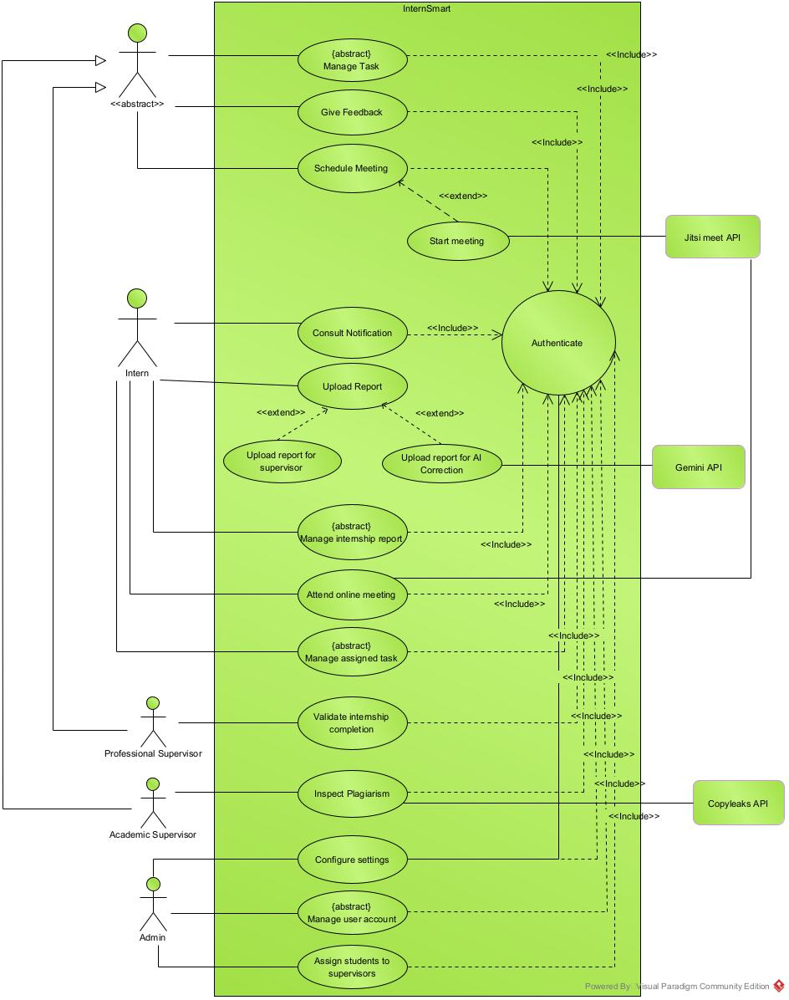 InternSmart
{abstract}
Manage Task
<<Include>>
<<Include>>
<<abstract>>
Give Feedback
<<Include>>
Schedule Meeting
<<extend>>
Start meeting
Jitsi meet API
Intern
Consult Notification
<<Include>>
Authenticate
Upload Report
<<extend>>
<<extend>>
Upload report for
supervisor
Upload report for AI
Correction
Gemini API
{abstract}
Manage internship report
<<Include>>
Attend online meeting
<<Include>>
{abstract}
Manage assigned task
<<Include>>
<<Include>>
Validate internship
completion
<<Include>>
Professional Supervisor
<<Include>>
Inspect Plagiarism
<<Include>>
Copyleaks API
<<Include>>
Academic Supervisor
Configure settings
{abstract}
Manage user account
Admin
Assign students to
supervisors
Powered By Visual Paradigm Community Edition